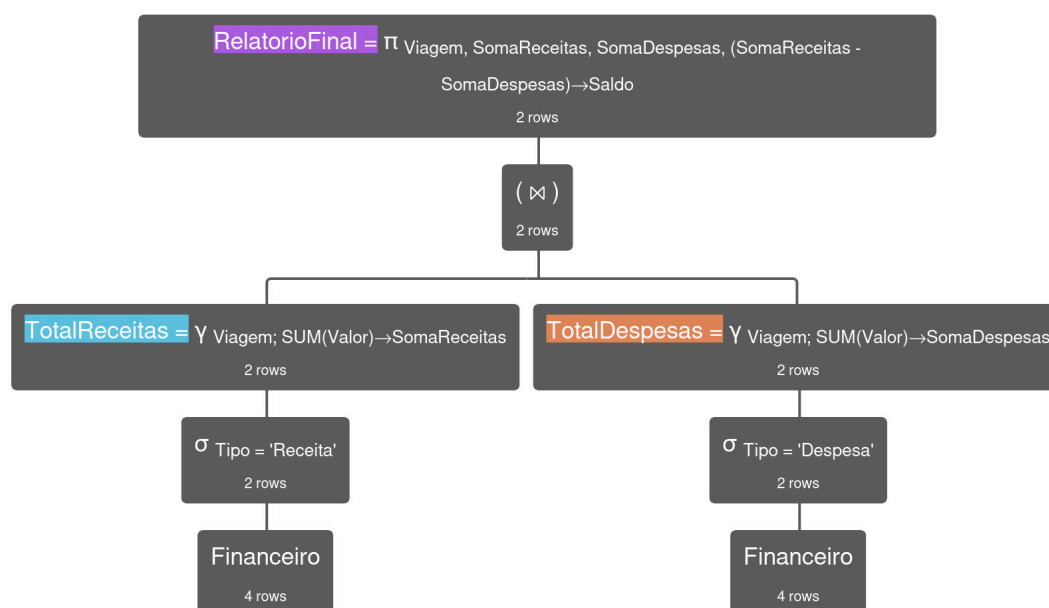 RelatorioFinal = π Viagem, SomaReceitas, SomaDespesas, (SomaReceitas -
SomaDespesas)→Saldo
2 rows
( ⋈ )
2 rows
TotalReceitas = γ Viagem; SUM(Valor)→SomaReceitas
2 rows
TotalDespesas = γ Viagem; SUM(Valor)→SomaDespesas
2 rows
σ Tipo = 'Receita'
2 rows
σ Tipo = 'Despesa'
2 rows
Financeiro
4 rows
Financeiro
4 rows